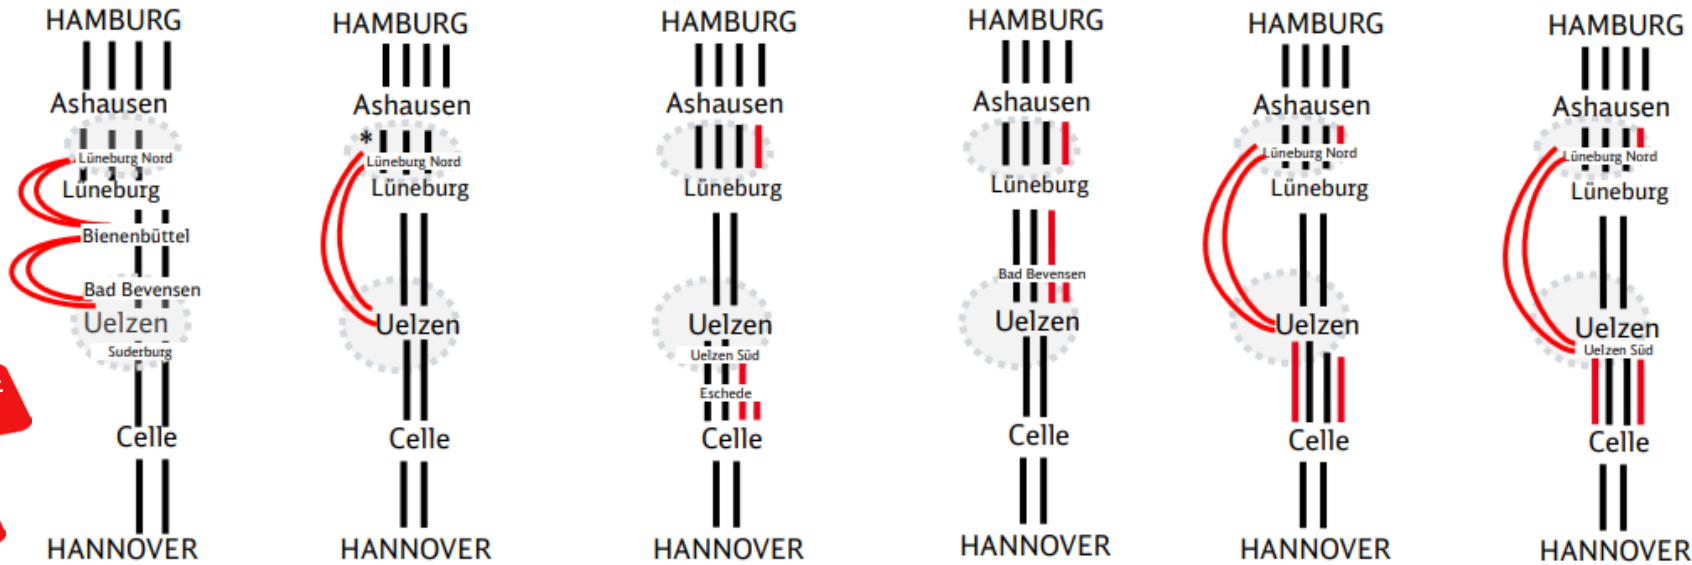 HAMBURG
Ashausen
Lüneburg Nord
Lüneburg
Bienenbüttel
Bad Bevensen
Uelzen
Suderburg
Celle
HANNOVER
HAMBURG
Ashausen
*
Lüneburg Nord
Lüneburg
Uelzen
Celle
HANNOVER
HAMBURG
Ashausen
Lüneburg
Uelzen
Uelzen Süd
Eschede
Celle
HANNOVER
HAMBURG
Ashausen
Lüneburg
Bad Bevensen
Uelzen
Celle
HANNOVER
HAMBURG
Ashausen
Lüneburg Nord
Lüneburg
Uelzen
Celle
HANNOVER
HAMBURG
Ashausen
Lüneburg Nord
Lüneburg
Uelzen
Uelzen Süd
Celle
HANNOVER